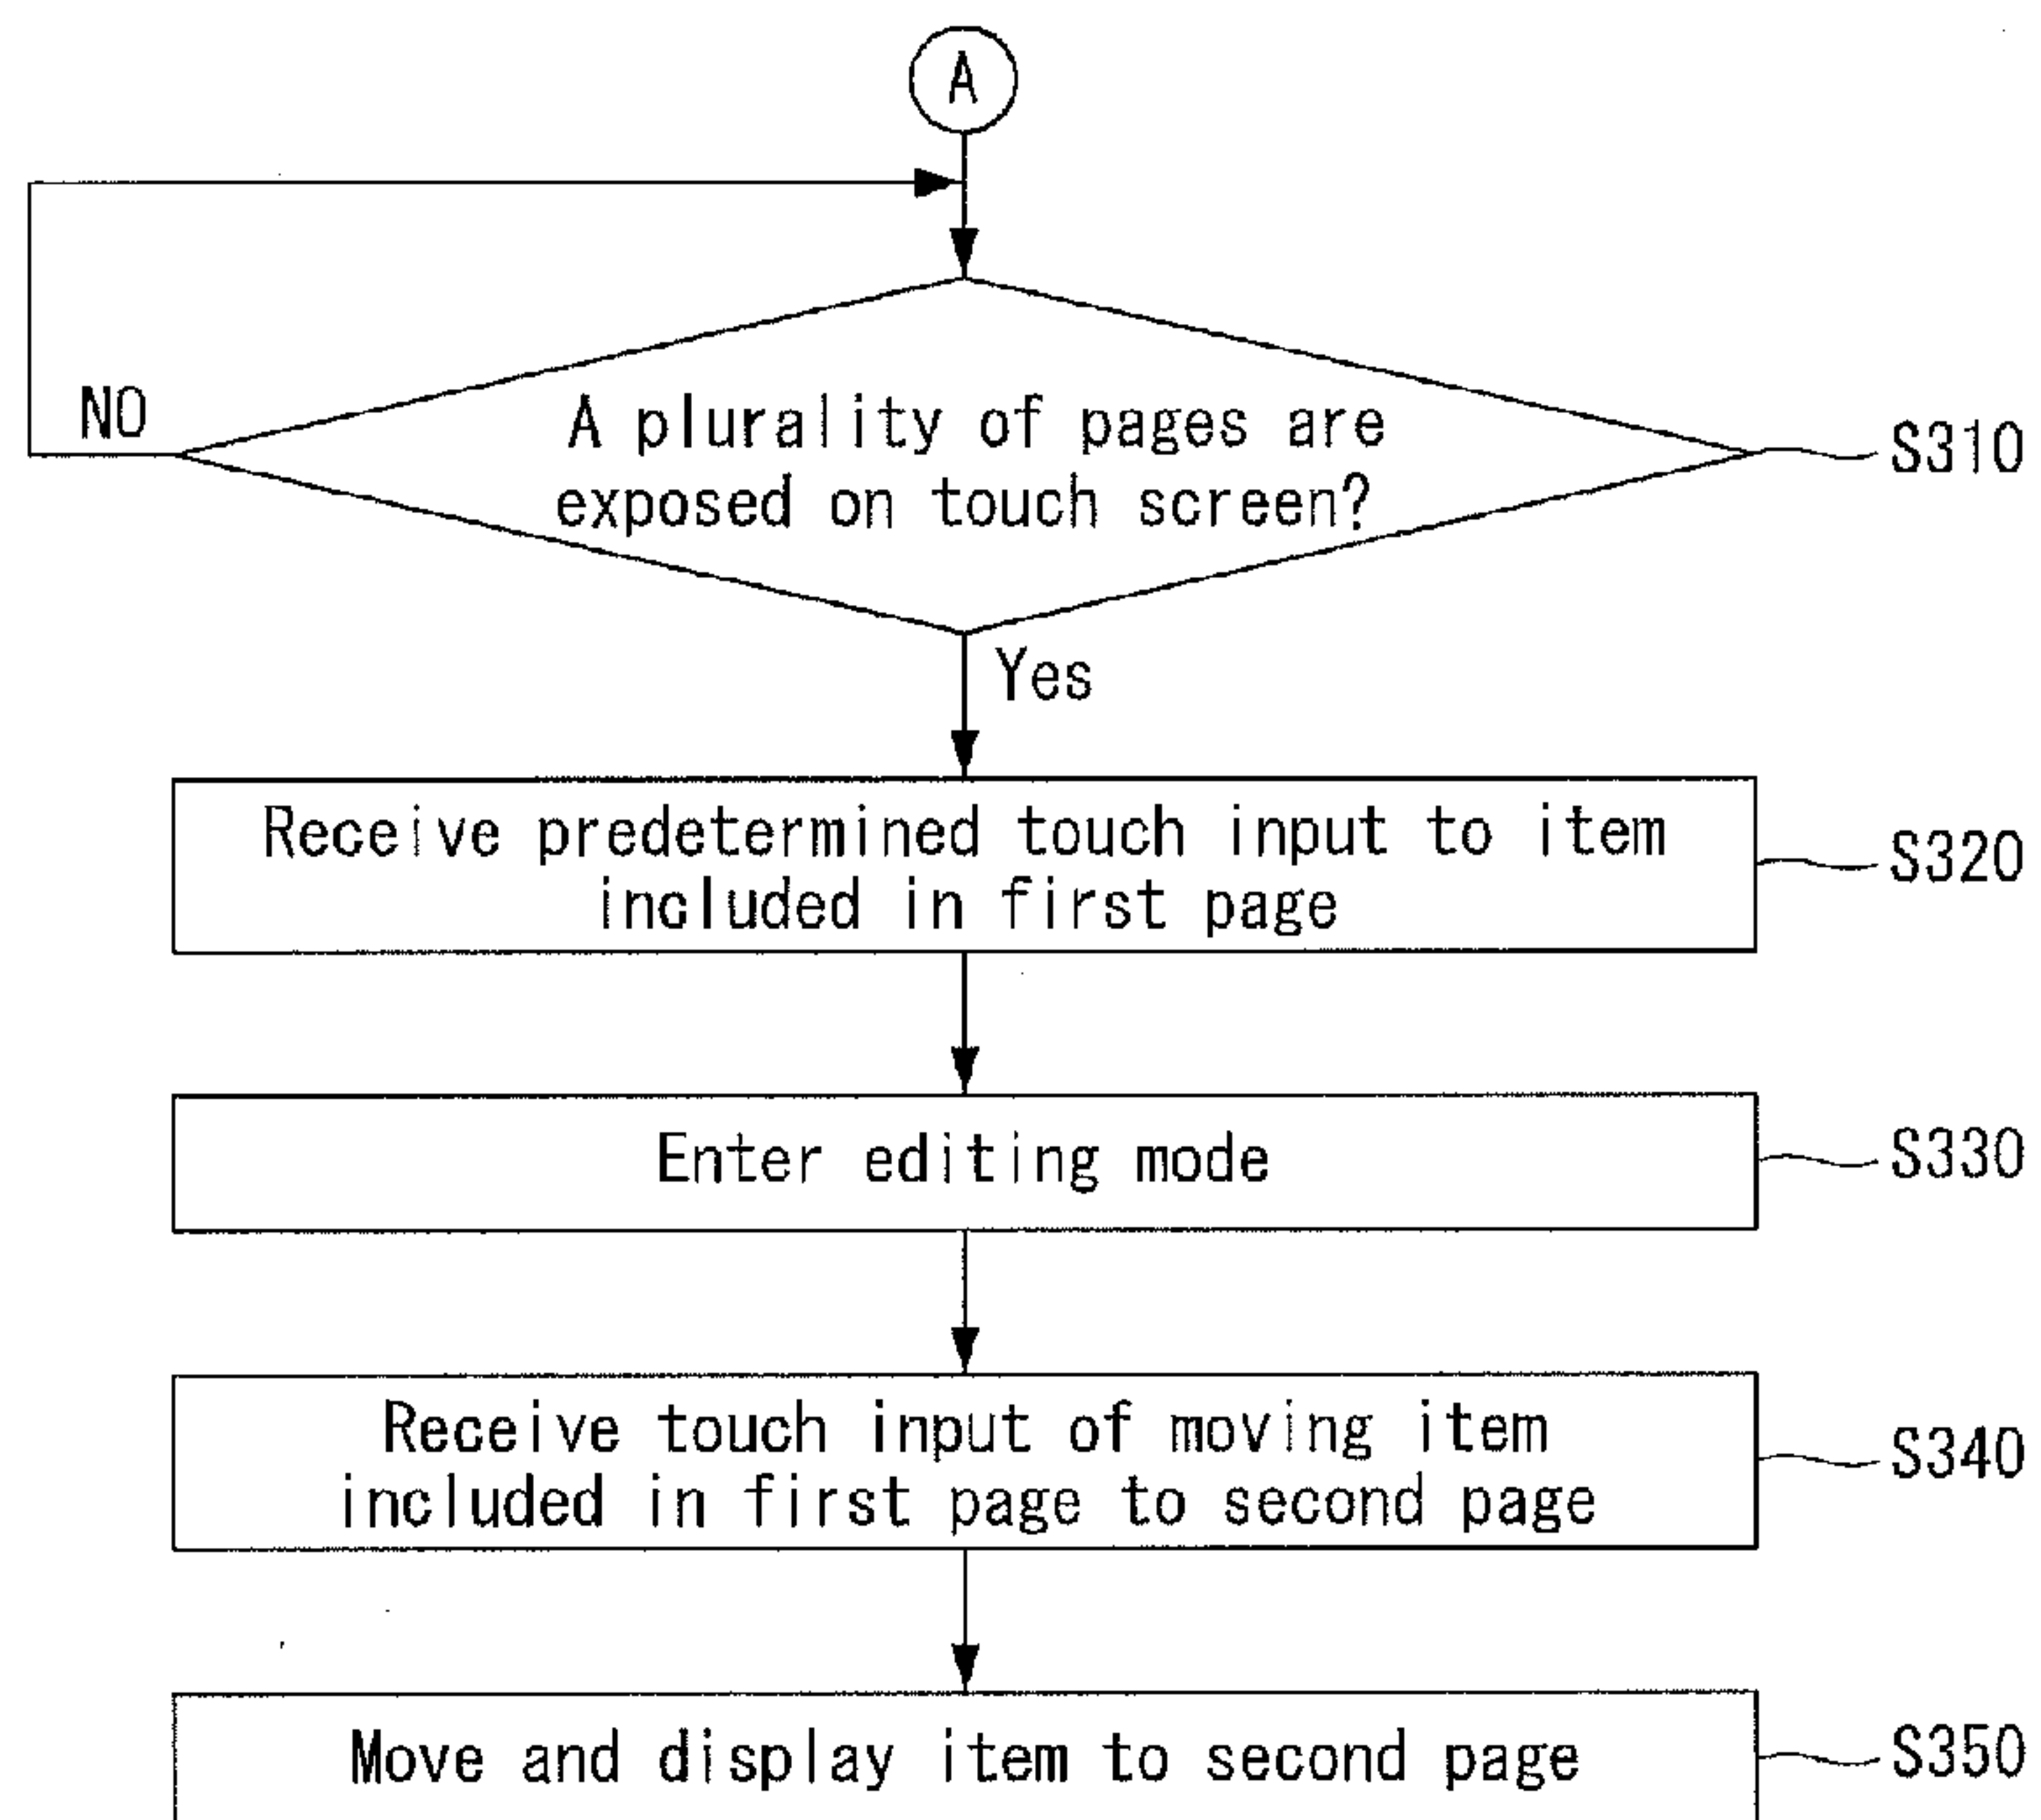 A
NO
A plurality of pages are
exposed on touch screen?
S310
Yes
Receive predetermined touch input to item
included in first page
S320
Enter editing mode
S330
Receive touch input of moving item
included in first page to second page
S340
Move and display item to second page
S350